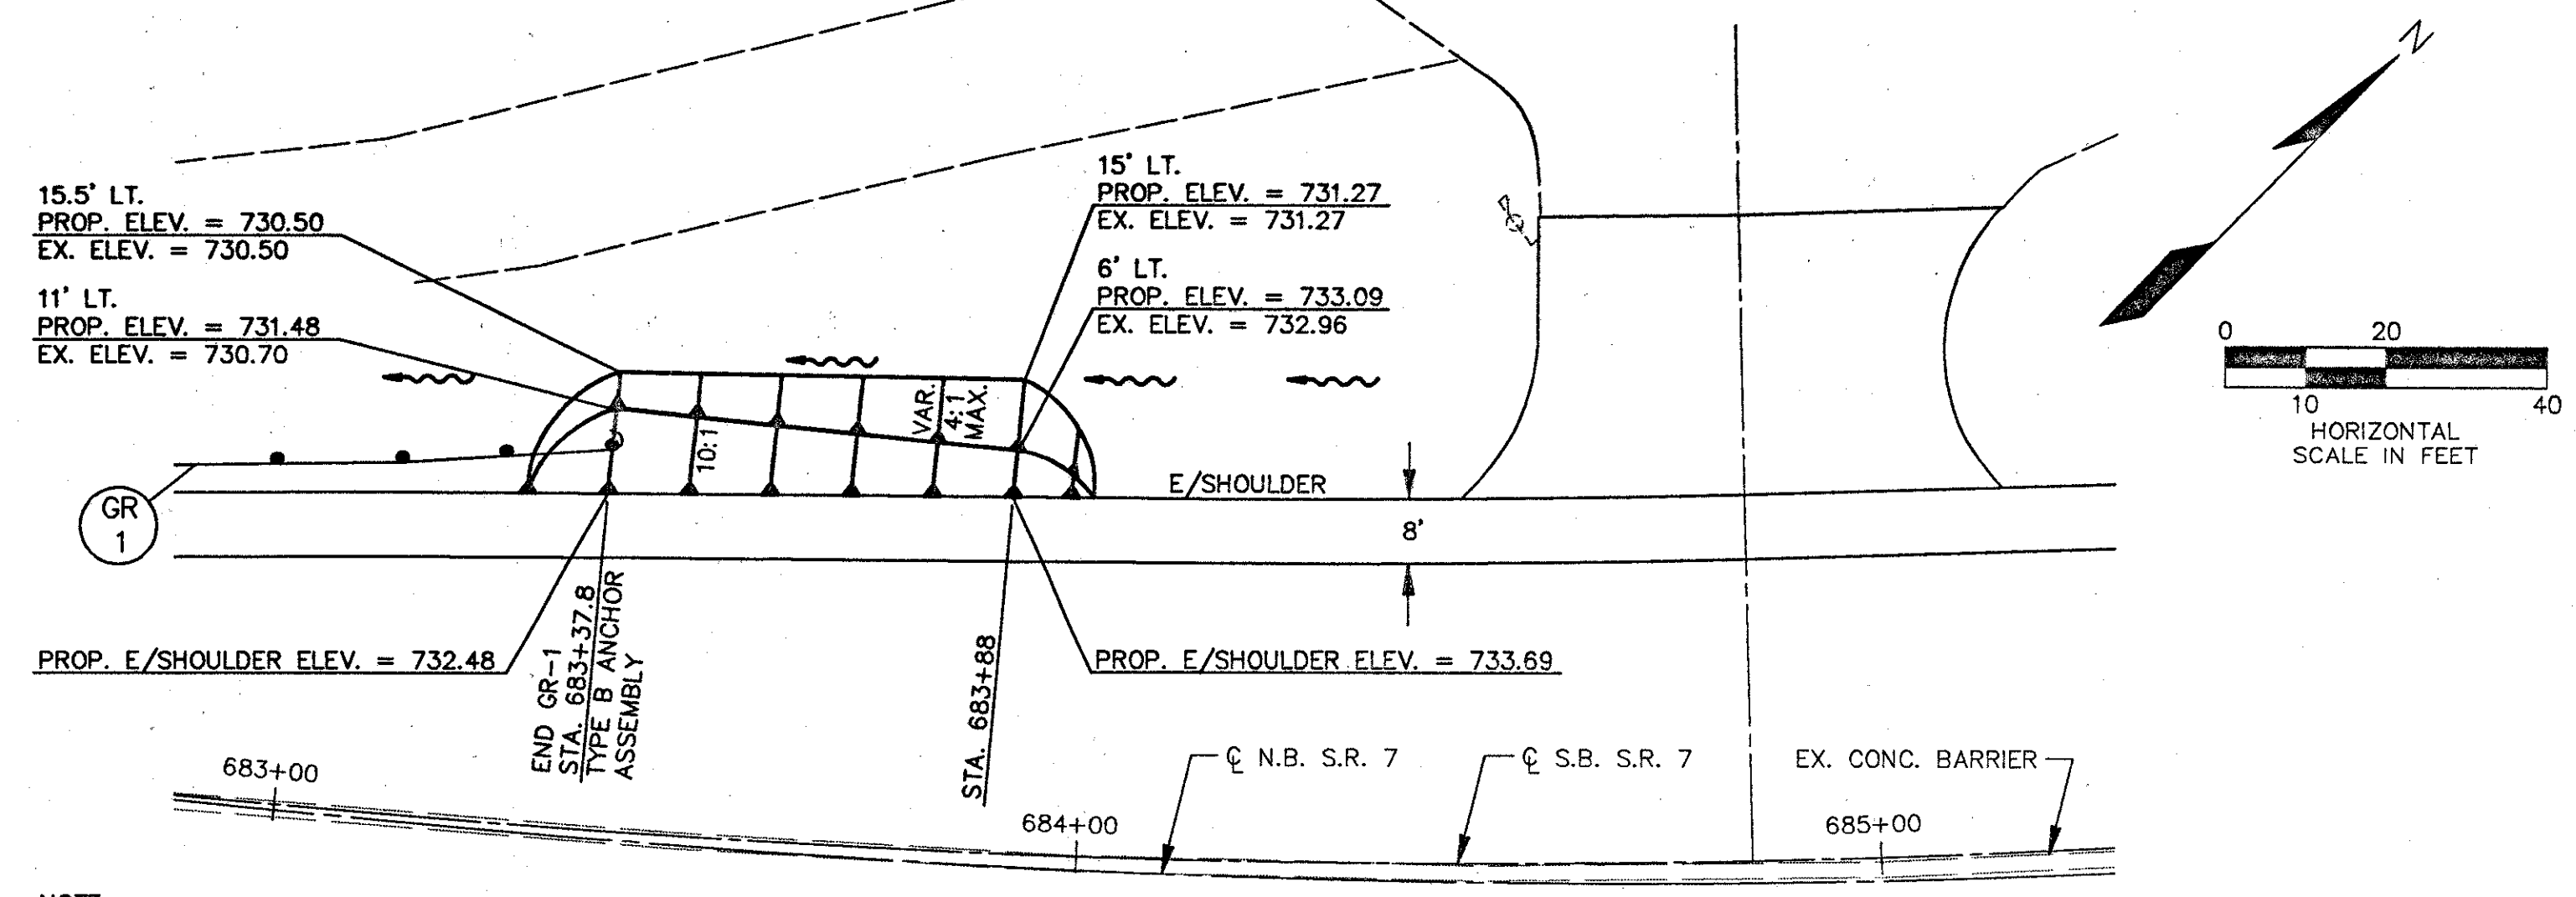 N
15.5' LT.
PROP. ELEV. = 730.50
EX. ELEV. = 730.50
11' LT.
PROP. ELEV. = 731.48
EX. ELEV. = 730.70
15' LT.
PROP. ELEV. = 731.27
EX. ELEV. = 731.27
6' LT.
PROP. ELEV. = 733.09
EX. ELEV. = 732.96
0 20
10 40
HORIZONTAL
SCALE IN FEET
10:1
VAR.
4:1
MAX.
E/SHOULDER
8'
GR
1
PROP. E/SHOULDER ELEV. = 732.48
END GR-1
STA. 683+37.8
TYPE B ANCHOR
ASSEMBLY
STA. 683+88
PROP. E/SHOULDER ELEV. = 733.69
683+00
684+00
685+00
℄ N.B. S.R. 7
℄ S.B. S.R. 7
EX. CONC. BARRIER